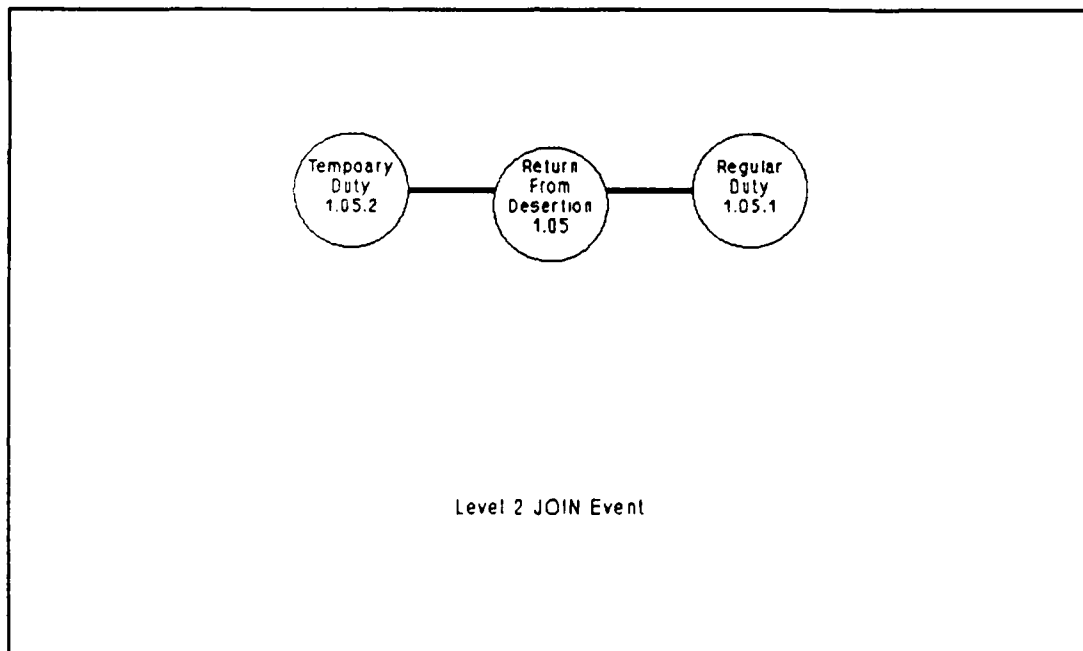 Tempoary
Duty
1.05.2
Return
From
Desertion
1.05
Regular
Duty
1.05.1
Level 2 JOIN Event